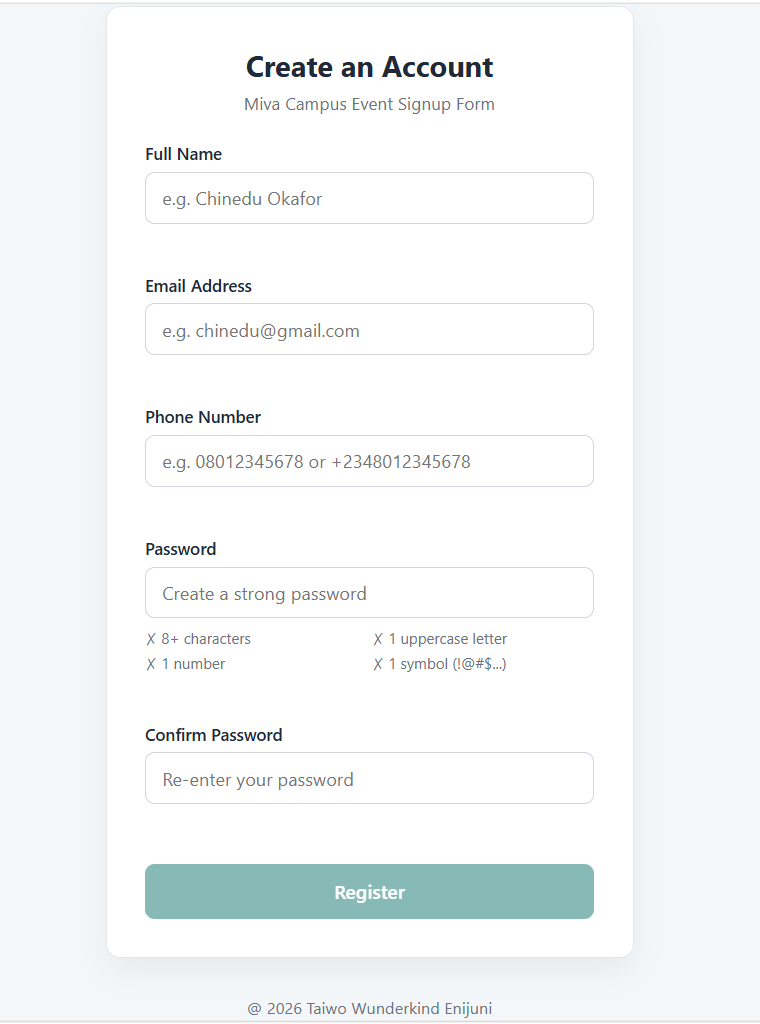 Create an Account
Miva Campus Event Signup Form
Full Name
e.g. Chinedu Okafor
Email Address
e.g. chinedu@gmail.com
Phone Number
e.g. 08012345678 or +2348012345678
Password
Create a strong password
✗ 8+ characters ✗ 1 uppercase letter
✗ 1 number ✗ 1 symbol (!@#$...)
Confirm Password
Re-enter your password
Register
@ 2026 Taiwo Wunderkind Enijuni